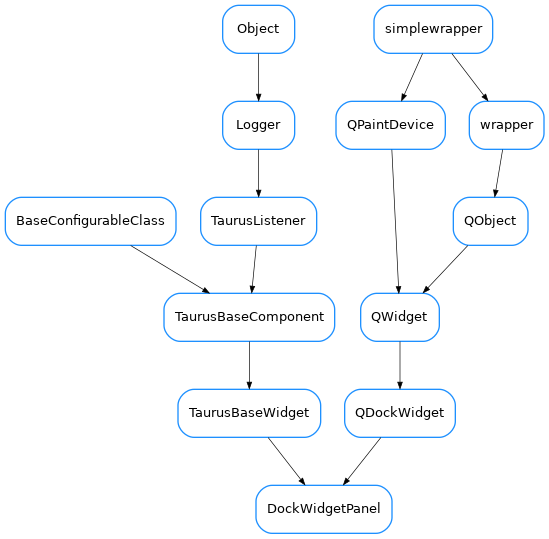 Object
simplewrapper
Logger
QPaintDevice
wrapper
BaseConfigurableClass
TaurusListener
QObject
TaurusBaseComponent
QWidget
TaurusBaseWidget
QDockWidget
DockWidgetPanel